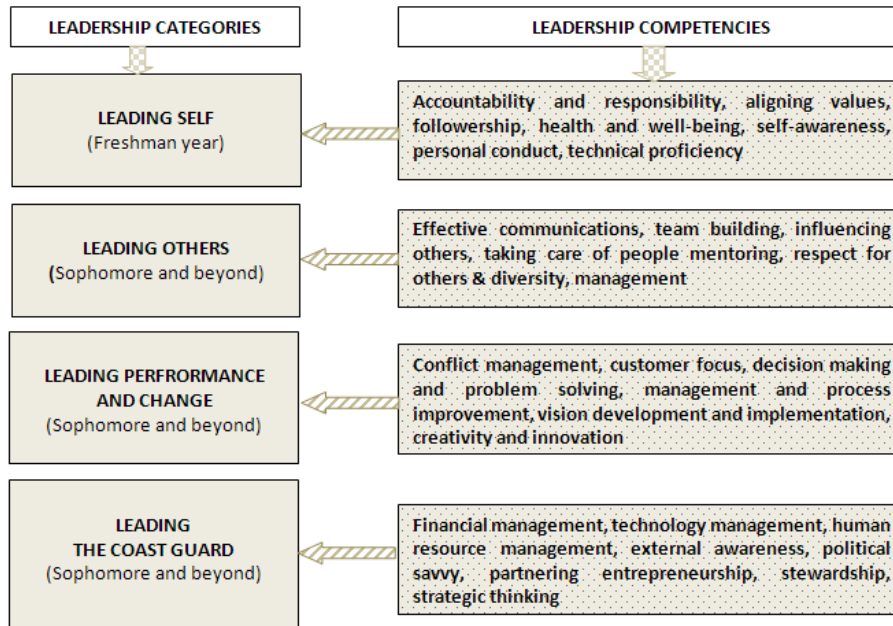 LEADERSHIP CATEGORIES
LEADERSHIP COMPETENCIES
LEADING SELF
(Freshman year)
Accountability and responsibility, aligning values,
followership, health and well-being, self-awareness,
personal conduct, technical proficiency
LEADING OTHERS
(Sophomore and beyond)
Effective communications, team building, influencing
others, taking care of people mentoring, respect for
others & diversity, management
LEADING PERFROMANCE
AND CHANGE
(Sophomore and beyond)
Conflict management, customer focus, decision making
and problem solving, management and process
improvement, vision development and implementation,
creativity and innovation
LEADING
THE COAST GUARD
(Sophomore and beyond)
Financial management, technology management, human
resource management, external awareness, political
savvy, partnering entrepreneurship, stewardship,
strategic thinking